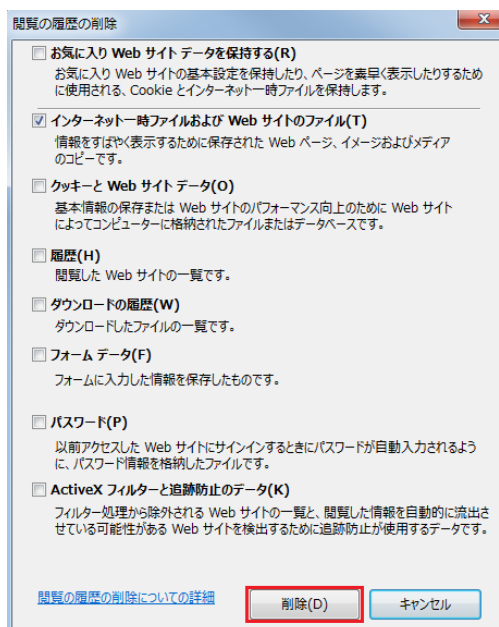 閲覧の履歴の削除
お気に入り Web サイト データを保持する(R)
お気に入り Web サイトの基本設定を保持したり、ページを素早く表示したりするため
に使用される、Cookie とインターネット一時ファイルを保持します。
インターネット一時ファイルおよび Web サイトのファイル(T)
情報をすばやく表示するために保存された Web ページ、イメージおよびメディア
のコピーです。
クッキーと Web サイト データ(O)
基本情報の保存または Web サイトのパフォーマンス向上のために Web サイト
によってコンピューターに格納されたファイルまたはデータベースです。
履歴(H)
閲覧した Web サイトの一覧です。
ダウンロードの履歴(W)
ダウンロードしたファイルの一覧です。
フォーム データ(F)
フォームに入力した情報を保存したものです。
パスワード(P)
以前アクセスした Web サイトにサインインするときにパスワードが自動入力されるよう
に、パスワード情報を格納したファイルです。
ActiveX フィルターと追跡防止のデータ(K)
フィルター処理から除外される Web サイトの一覧と、閲覧した情報を自動的に流出さ
せている可能性がある Web サイトを検出するために追跡防止が使用するデータです。
閲覧の履歴の削除についての詳細
削除(D)
キャンセル